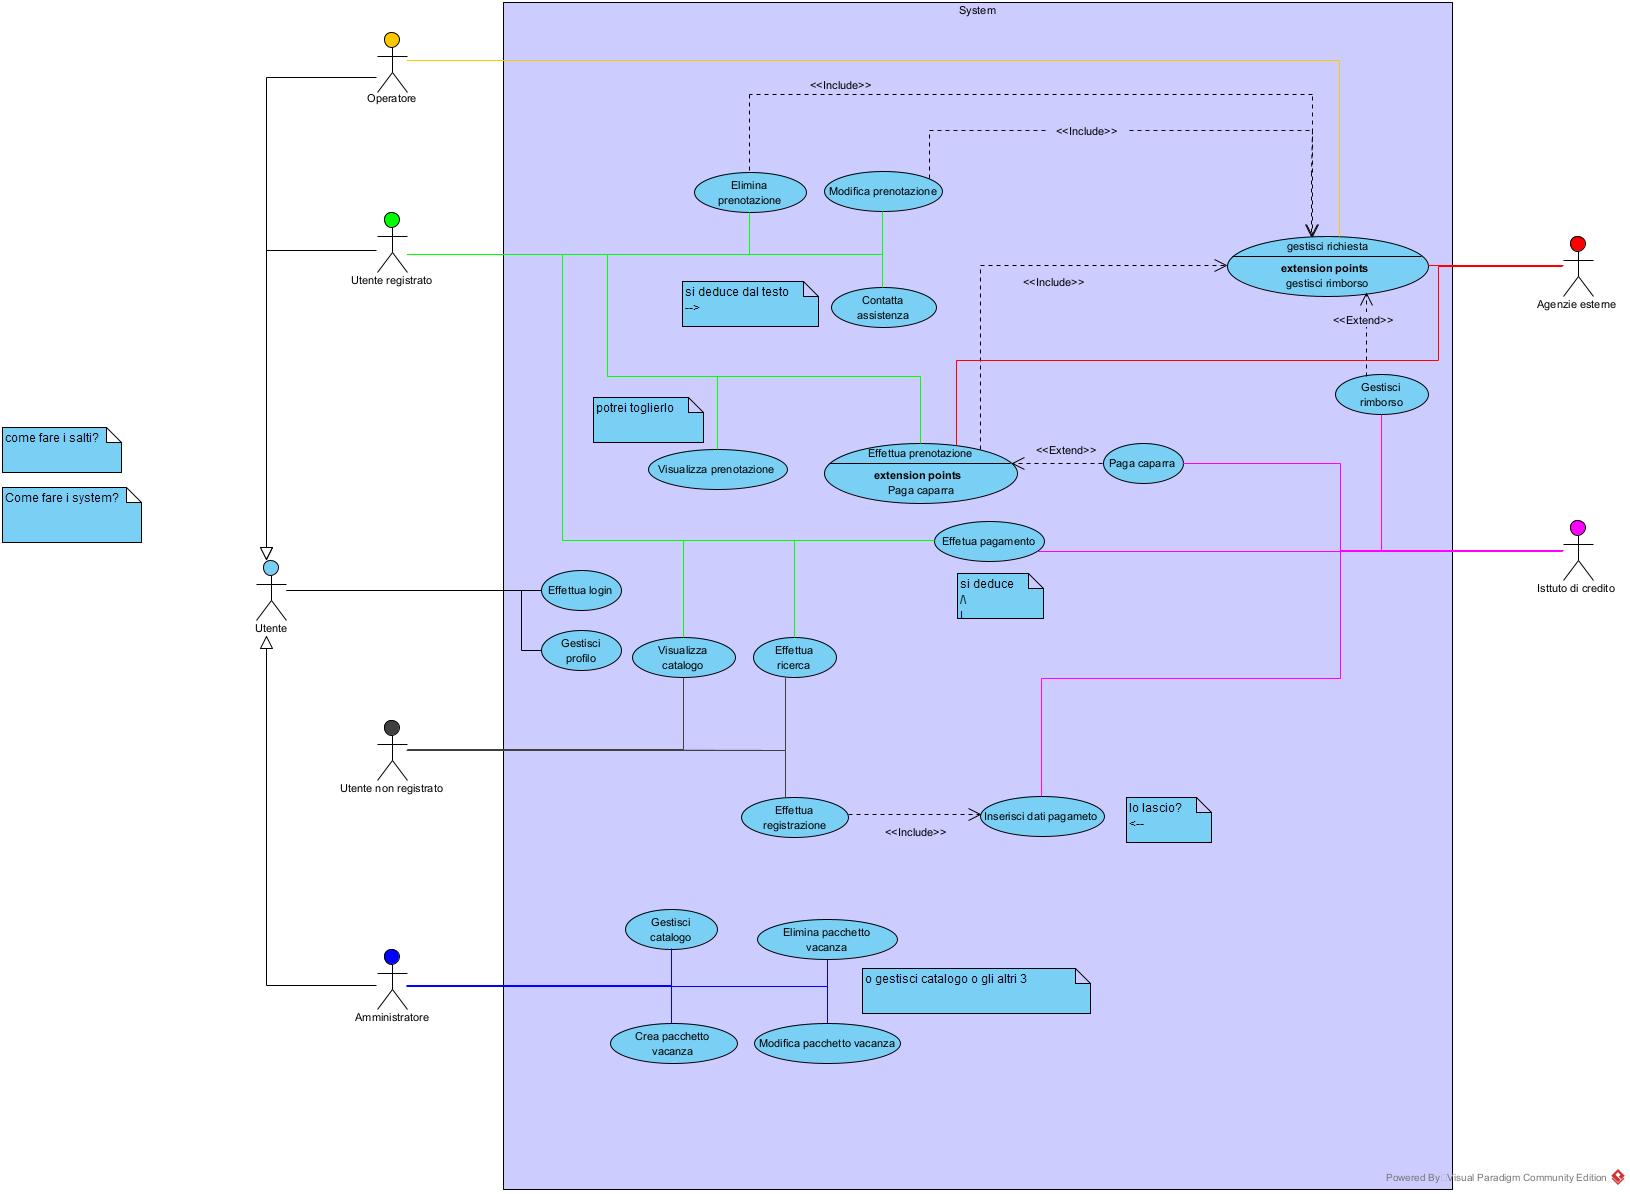 System
Operatore
<<Include>>
<<Include>>
Elimina
prenotazione
Modifica prenotazione
gestisci richiesta
extension points
gestisci rimborso
Utente registrato
Agenzie esterne
si deduce dal testo
-->
Contatta
assistenza
<<Include>>
<<Extend>>
Gestisci
rimborso
potrei toglierlo
come fare i salti?
Visualizza prenotazione
Effettua prenotazione
extension points
Paga caparra
<<Extend>>
Paga caparra
Come fare i system?
Effetua pagamento
Isttuto di credito
si deduce
/\
|
Utente
Effettua login
Gestisci
profilo
Visualizza
catalogo
Effettua
ricerca
Utente non registrato
Effettua
registrazione
<<Include>>
Inserisci dati pagameto
lo lascio?
<--
Gestisci
catalogo
Elimina pacchetto
vacanza
o gestisci catalogo o gli altri 3
Amministratore
Crea pacchetto
vacanza
Modifica pacchetto vacanza
Powered By Visual Paradigm Community Edition